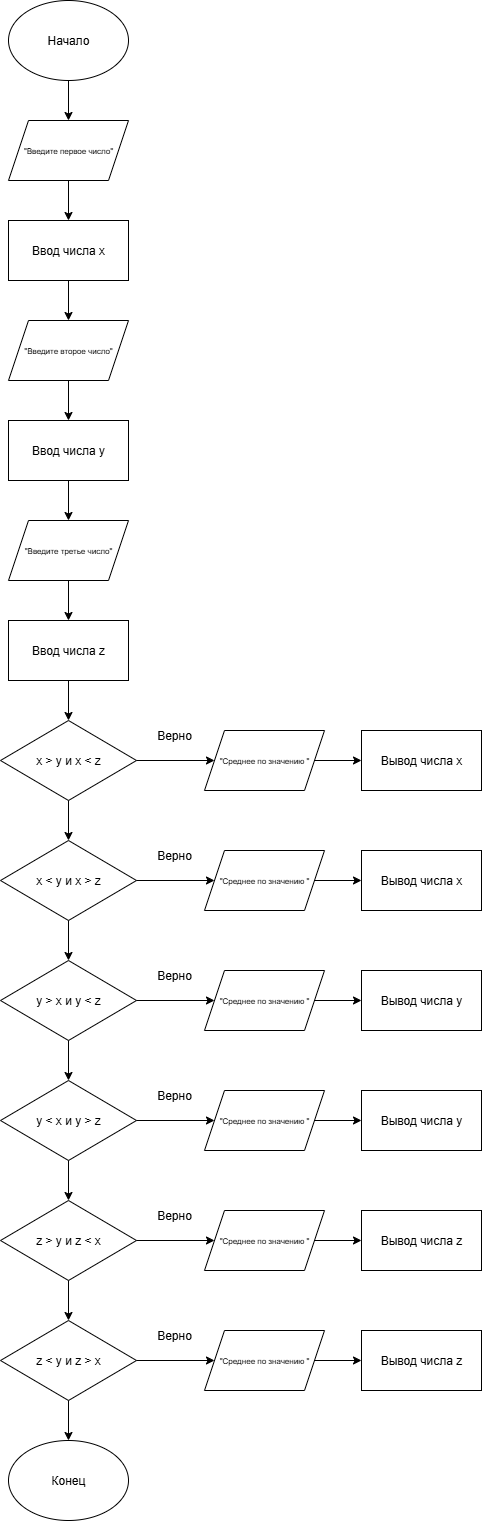 Начало
"Введите первое число"
Ввод числа x
"Введите второе число"
Ввод числа y
"Введите третье число"
Ввод числа z
Верно
x > y и x < z
"Среднее по значению "
Вывод числа x
Верно
x < y и x > z
"Среднее по значению "
Вывод числа x
Верно
y > x и y < z
"Среднее по значению "
Вывод числа y
Верно
y < x и y > z
"Среднее по значению "
Вывод числа y
Верно
z > y и z < x
"Среднее по значению "
Вывод числа z
Верно
z < y и z > x
"Среднее по значению "
Вывод числа z
Конец